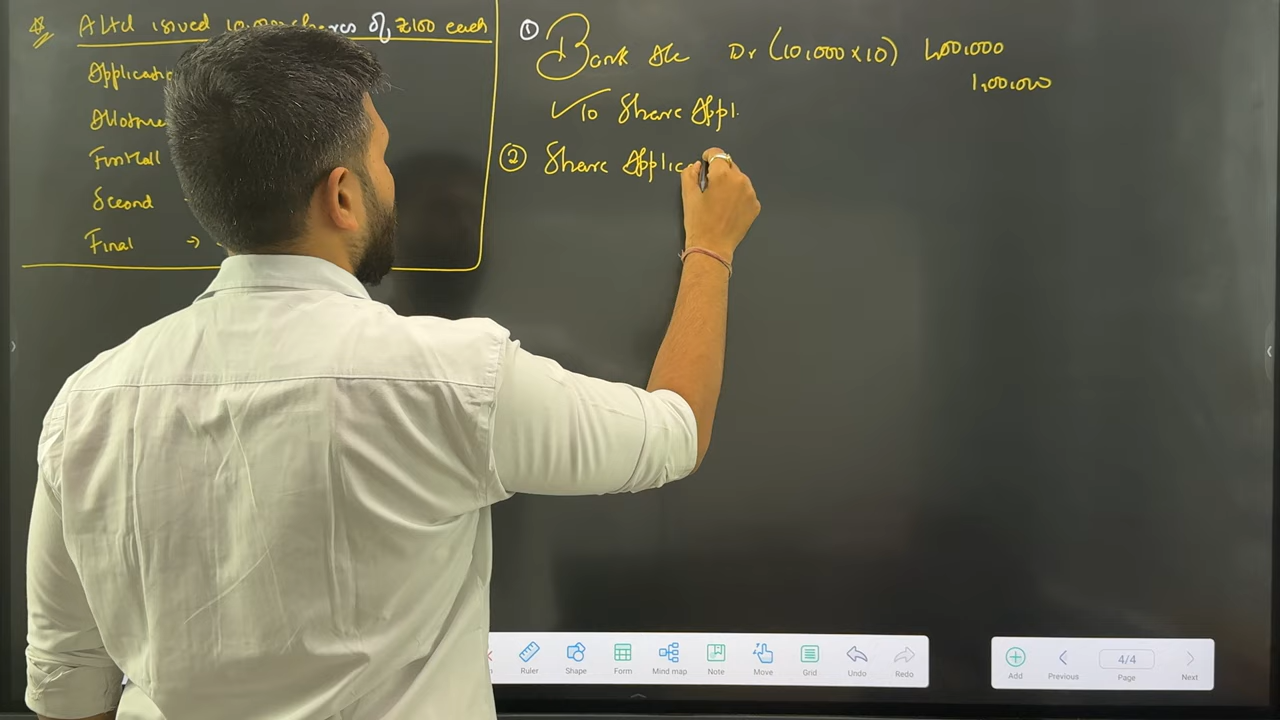 A Ltd issued 10,000 shares of ₹100 each
Applicatio
Allotme
First Call
Second
Final →
① Bank A/c Dr (10,000×10) 1,00,000
1,00,000
To Share Appl.
② Share Applica
Ruler Shape Form Mind map Note Move Grid Undo Redo
Add Previous 4/4 Page Next